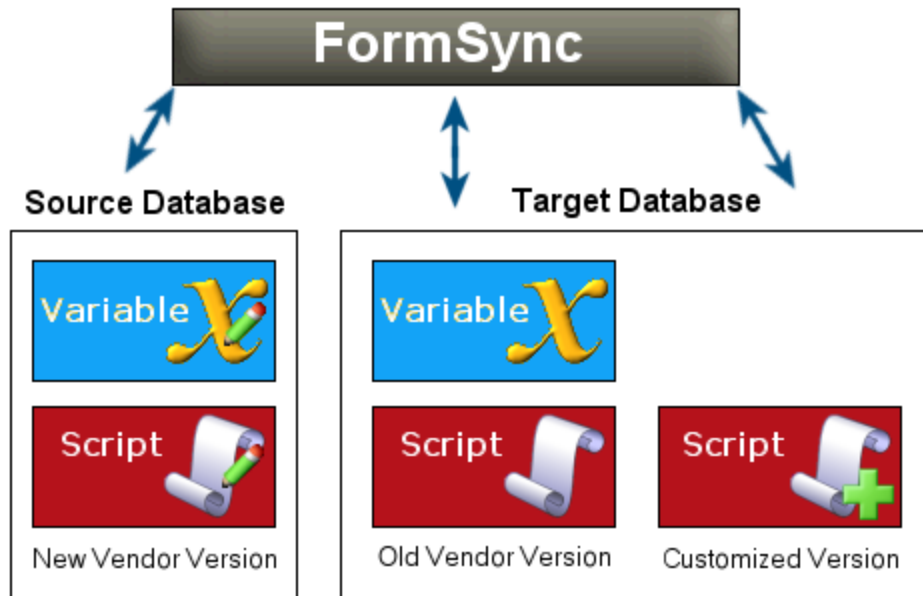 FormSync
Source Database
Target Database
Variable
Variable
Script
Script
Script
New Vendor Version
Old Vendor Version
Customized Version